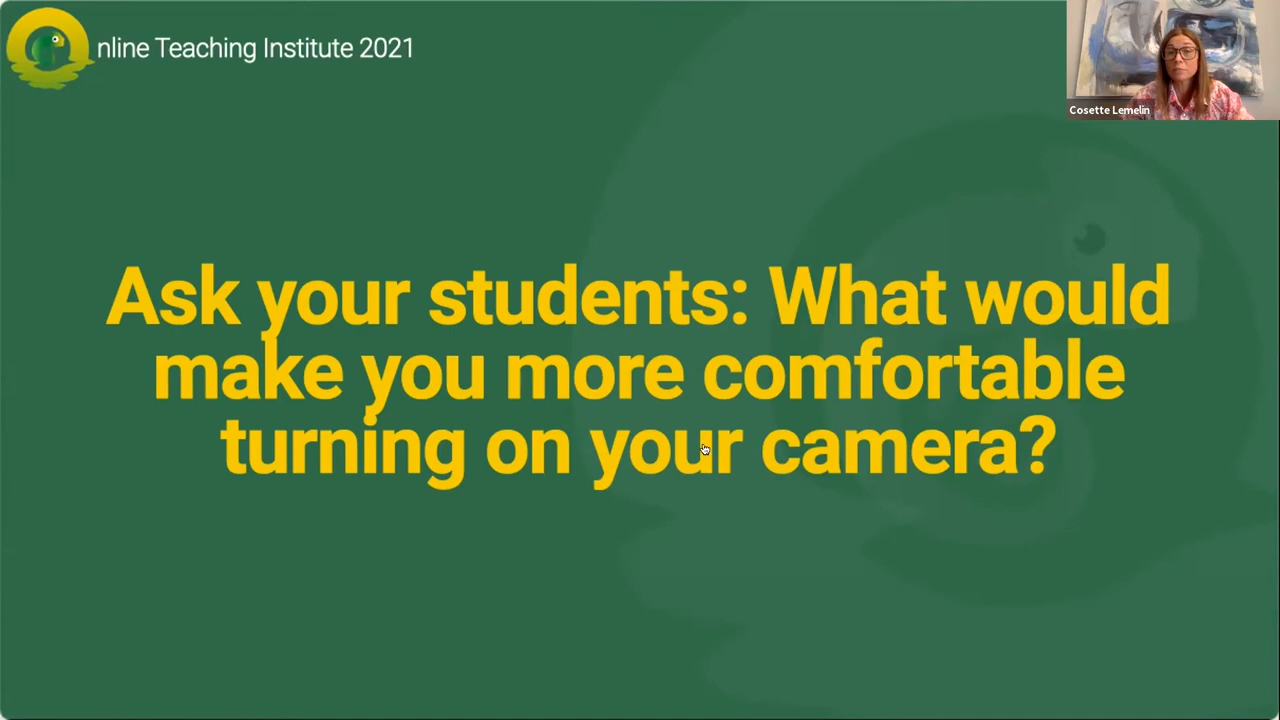 nline Teaching Institute 2021
Cosette Lemelin
Ask your students: What would
make you more comfortable
turning on your camera?